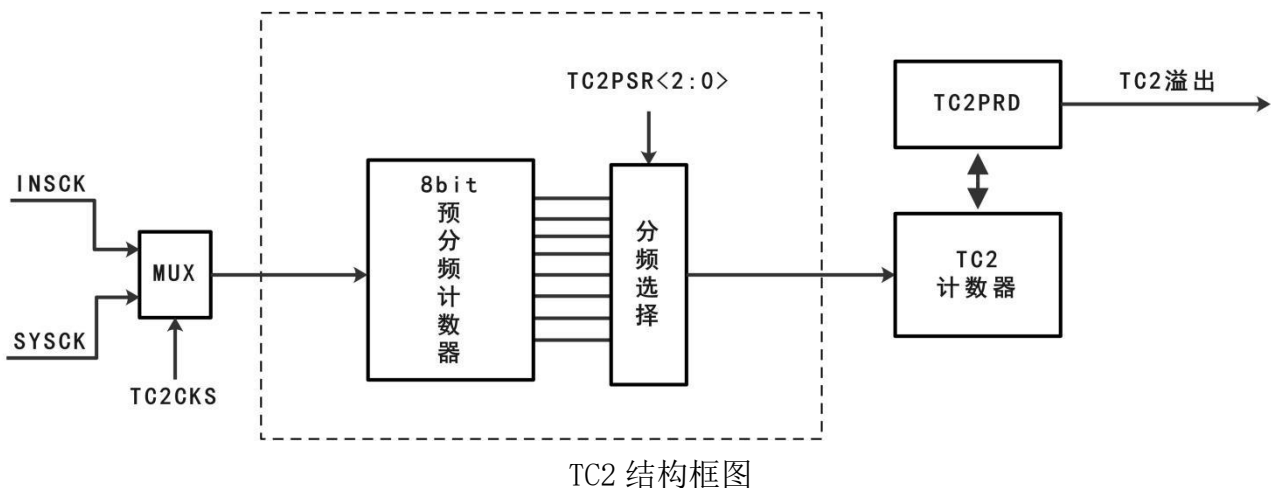 TC2PSR<2:0>
TC2PRD
TC2溢出
INSCK
MUX
SYSCK
TC2CKS
8bit
预
分
频
计
数
器
分
频
选
择
TC2
计数器
TC2 结构框图